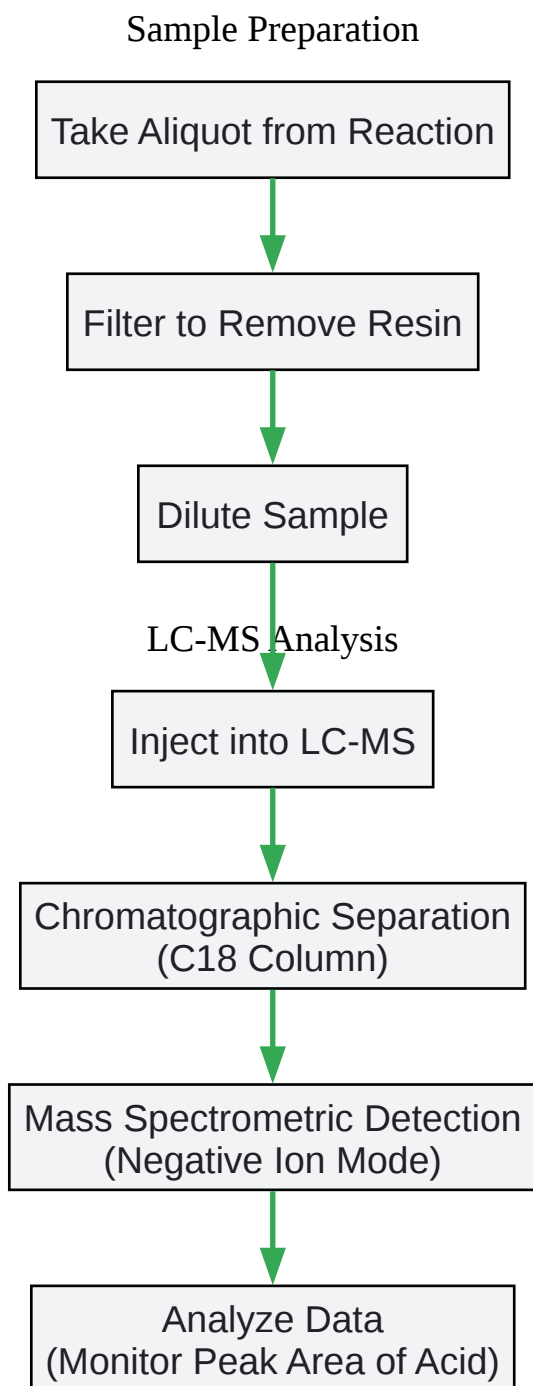 Sample Preparation
Take Aliquot from Reaction
Filter to Remove Resin
Dilute Sample
LC-MS Analysis
Inject into LC-MS
Chromatographic Separation
(C18 Column)
Mass Spectrometric Detection
(Negative Ion Mode)
Analyze Data
(Monitor Peak Area of Acid)